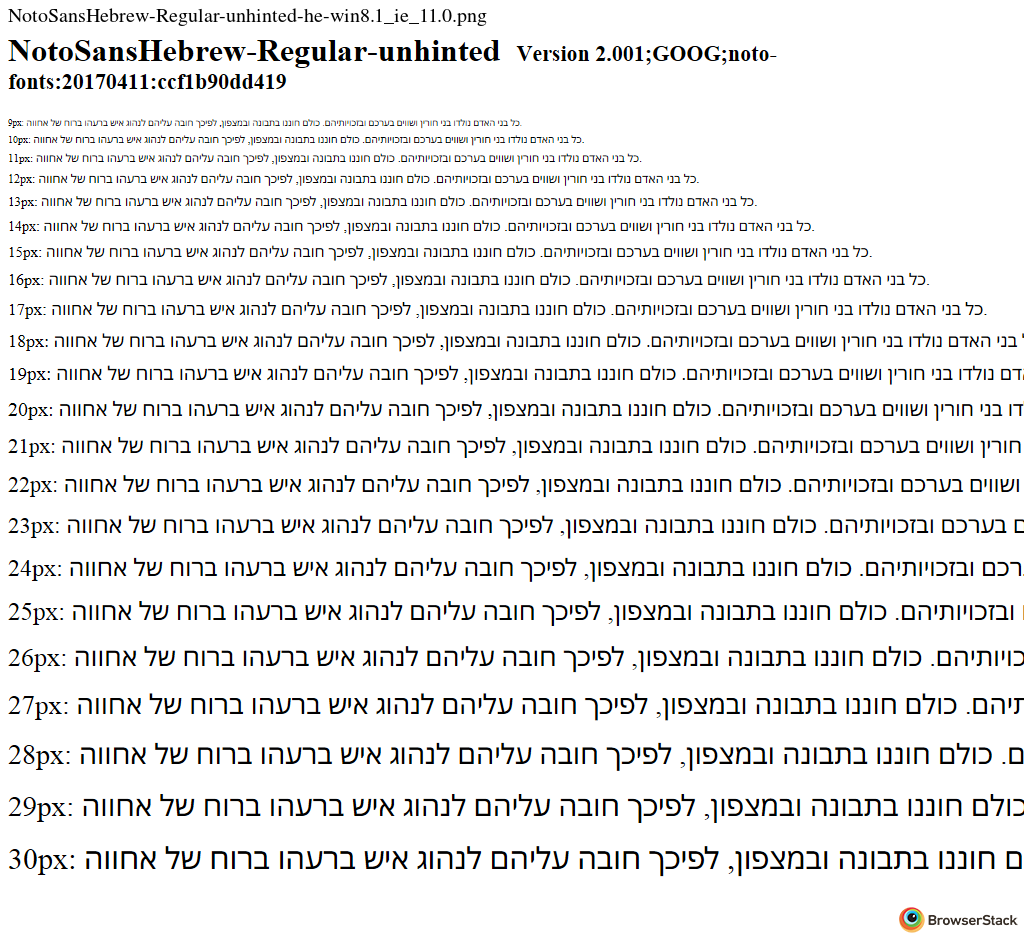 NotoSansHebrew-Regular-unhinted-he-win8.1_ie_11.0.png
NotoSansHebrew-Regular-unhinted Version 2.001;GOOG;noto-
fonts:20170411:ccf1b90dd419
9px: כל בני האדם נולדו בני חורין ושווים בערכם ובזכויותיהם. כולם חוננו בתבונה ובמצפון, לפיכך חובה עליהם לנהוג איש ברעהו ברוח של אחווה.
10px: כל בני האדם נולדו בני חורין ושווים בערכם ובזכויותיהם. כולם חוננו בתבונה ובמצפון, לפיכך חובה עליהם לנהוג איש ברעהו ברוח של אחווה.
11px: כל בני האדם נולדו בני חורין ושווים בערכם ובזכויותיהם. כולם חוננו בתבונה ובמצפון, לפיכך חובה עליהם לנהוג איש ברעהו ברוח של אחווה.
12px: כל בני האדם נולדו בני חורין ושווים בערכם ובזכויותיהם. כולם חוננו בתבונה ובמצפון, לפיכך חובה עליהם לנהוג איש ברעהו ברוח של אחווה.
13px: כל בני האדם נולדו בני חורין ושווים בערכם ובזכויותיהם. כולם חוננו בתבונה ובמצפון, לפיכך חובה עליהם לנהוג איש ברעהו ברוח של אחווה.
14px: כל בני האדם נולדו בני חורין ושווים בערכם ובזכויותיהם. כולם חוננו בתבונה ובמצפון, לפיכך חובה עליהם לנהוג איש ברעהו ברוח של אחווה.
15px: כל בני האדם נולדו בני חורין ושווים בערכם ובזכויותיהם. כולם חוננו בתבונה ובמצפון, לפיכך חובה עליהם לנהוג איש ברעהו ברוח של אחווה.
16px: כל בני האדם נולדו בני חורין ושווים בערכם ובזכויותיהם. כולם חוננו בתבונה ובמצפון, לפיכך חובה עליהם לנהוג איש ברעהו ברוח של אחווה.
17px: כל בני האדם נולדו בני חורין ושווים בערכם ובזכויותיהם. כולם חוננו בתבונה ובמצפון, לפיכך חובה עליהם לנהוג איש ברעהו ברוח של אחווה.
18px: בני האדם נולדו בני חורין ושווים בערכם ובזכויותיהם. כולם חוננו בתבונה ובמצפון, לפיכך חובה עליהם לנהוג איש ברעהו ברוח של אחווה
19px: דם נולדו בני חורין ושווים בערכם ובזכויותיהם. כולם חוננו בתבונה ובמצפון, לפיכך חובה עליהם לנהוג איש ברעהו ברוח של אחווה
20px: דו בני חורין ושווים בערכם ובזכויותיהם. כולם חוננו בתבונה ובמצפון, לפיכך חובה עליהם לנהוג איש ברעהו ברוח של אחווה
21px: חורין ושווים בערכם ובזכויותיהם. כולם חוננו בתבונה ובמצפון, לפיכך חובה עליהם לנהוג איש ברעהו ברוח של אחווה
22px: ושווים בערכם ובזכויותיהם. כולם חוננו בתבונה ובמצפון, לפיכך חובה עליהם לנהוג איש ברעהו ברוח של אחווה
23px: ם בערכם ובזכויותיהם. כולם חוננו בתבונה ובמצפון, לפיכך חובה עליהם לנהוג איש ברעהו ברוח של אחווה
24px: רכם ובזכויותיהם. כולם חוננו בתבונה ובמצפון, לפיכך חובה עליהם לנהוג איש ברעהו ברוח של אחווה
25px: ובזכויותיהם. כולם חוננו בתבונה ובמצפון, לפיכך חובה עליהם לנהוג איש ברעהו ברוח של אחווה
26px: כויותיהם. כולם חוננו בתבונה ובמצפון, לפיכך חובה עליהם לנהוג איש ברעהו ברוח של אחווה
27px: תיהם. כולם חוננו בתבונה ובמצפון, לפיכך חובה עליהם לנהוג איש ברעהו ברוח של אחווה
28px: ם. כולם חוננו בתבונה ובמצפון, לפיכך חובה עליהם לנהוג איש ברעהו ברוח של אחווה
29px: כולם חוננו בתבונה ובמצפון, לפיכך חובה עליהם לנהוג איש ברעהו ברוח של אחווה
30px: ם חוננו בתבונה ובמצפון, לפיכך חובה עליהם לנהוג איש ברעהו ברוח של אחווה
BrowserStack